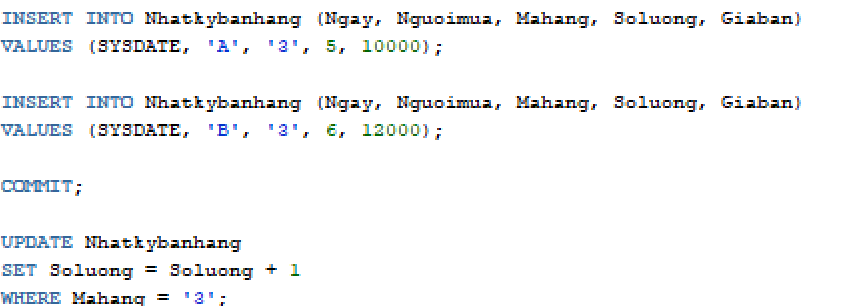 INSERT INTO Nhatkybanhang (Ngay, Nguoimua, Mahang, Soluong, Giaban)
VALUES (SYSDATE, 'A', '3', 5, 10000);
INSERT INTO Nhatkybanhang (Ngay, Nguoimua, Mahang, Soluong, Giaban)
VALUES (SYSDATE, 'B', '3', 6, 12000);
COMMIT;
UPDATE Nhatkybanhang
SET Soluong = Soluong + 1
WHERE Mahang = '3';